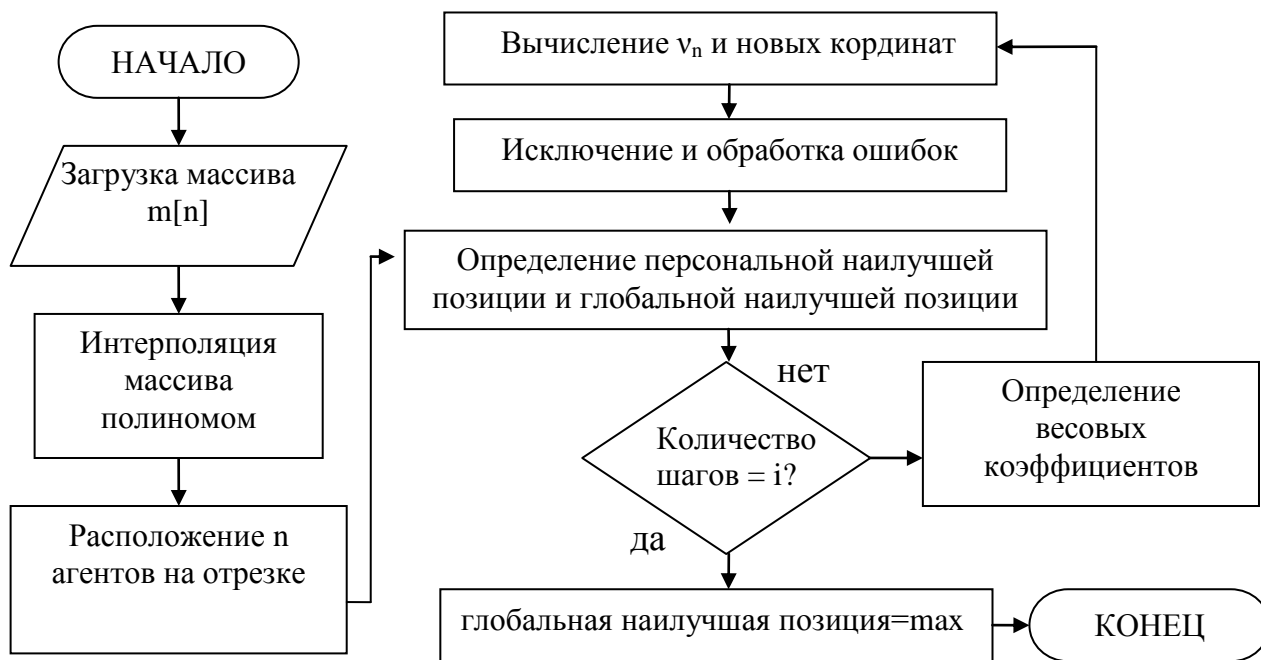 НАЧАЛО
Загрузка массива
m[n]
Интерполяция
массива
полиномом
Расположение n
агентов на отрезке
Вычисление νn и новых кординат
Исключение и обработка ошибок
Определение персональной наилучшей
позиции и глобальной наилучшей позиции
нет
Количество
шагов = i?
да
Определение
весовых
коэффициентов
глобальная наилучшая позиция=max
КОНЕЦ